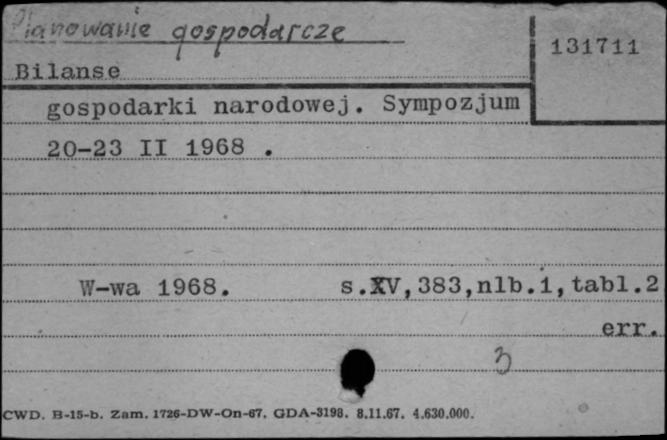 Planowanie gospodarcze
131711
Bilanse
gospodarki narodowej. Sympozjum
20-23 II 1968 .
W-wa 1968. s.XV,383,nlb.1,tabl.2
err.
3
CWD. B-15-b. Zam. 1726-DW-On-67. GDA-3198. 8.11.67. 4.630.000.